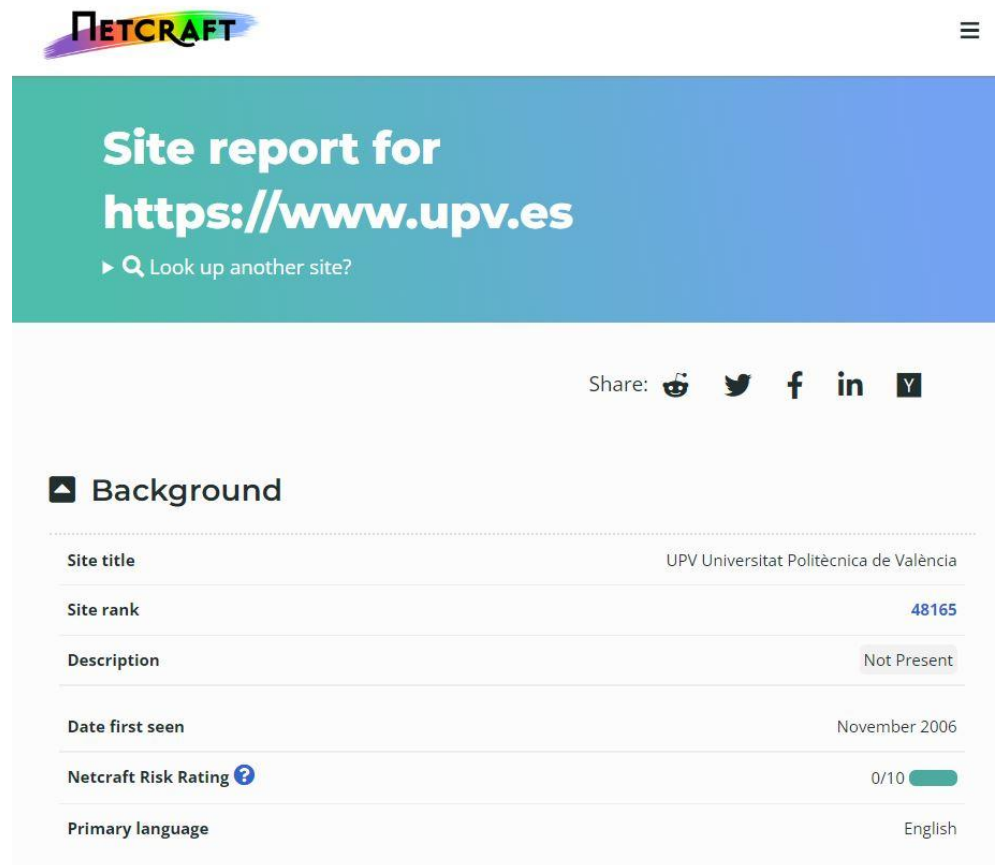 NETCRAFT
Site report for
https://www.upv.es
Look up another site?
Share:
Background
Site title UPV Universitat Politècnica de València
Site rank 48165
Description Not Present
Date first seen November 2006
Netcraft Risk Rating ? 0/10
Primary language English